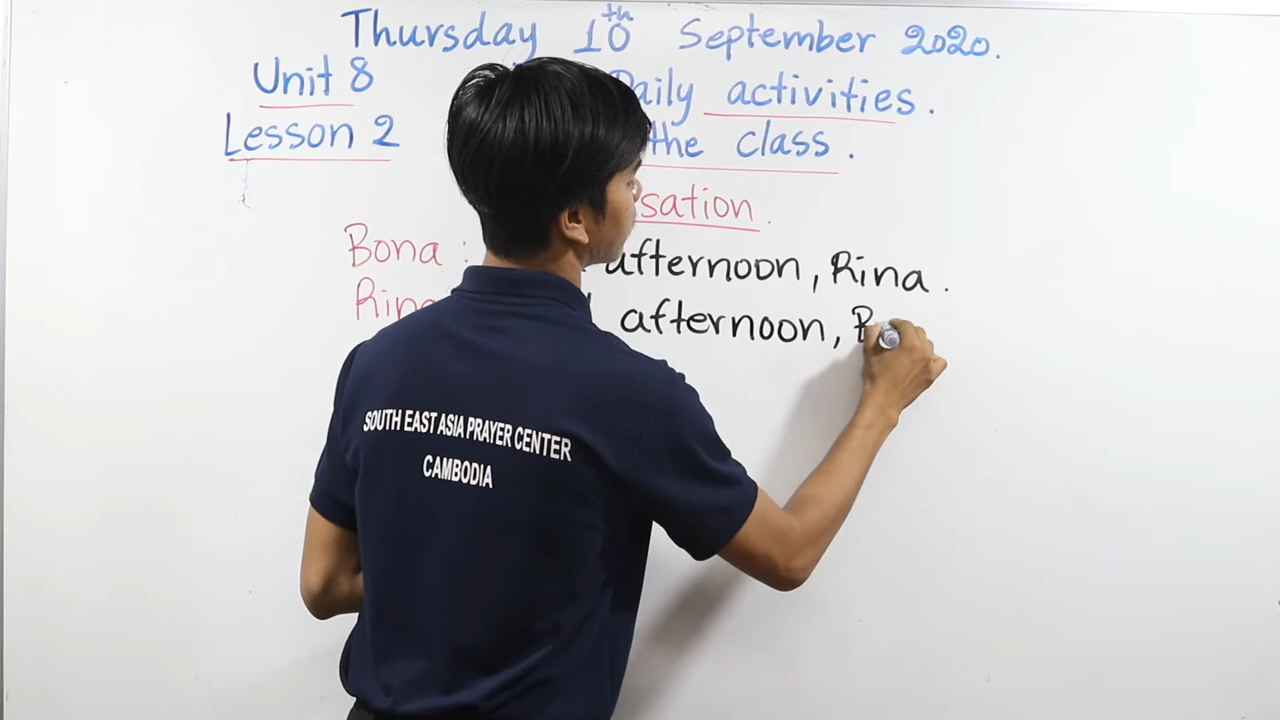 Thursday 10th September 2020.
Unit 8 Daily activities.
Lesson 2 the class.
sation.
Bona : afternoon, Rina.
Rina afternoon, B
SOUTH EAST ASIA PRAYER CENTER
CAMBODIA